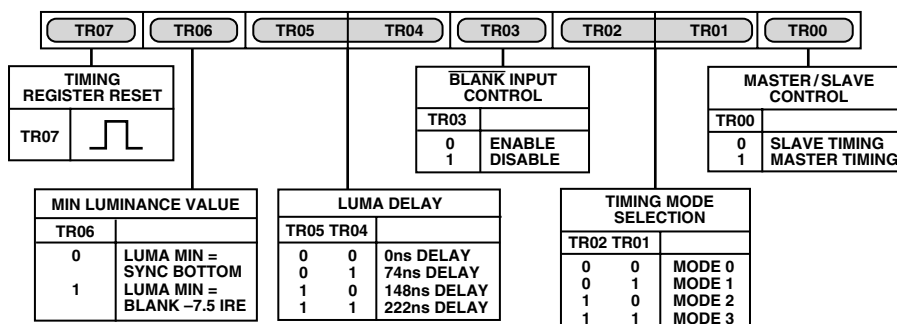 TR07 TR06 TR05 TR04 TR03 TR02 TR01 TR00
TIMING
REGISTER RESET
TR07
BLANK INPUT
CONTROL
TR03
0 ENABLE
1 DISABLE
MASTER/SLAVE
CONTROL
TR00
0 SLAVE TIMING
1 MASTER TIMING
MIN LUMINANCE VALUE
TR06
0 LUMA MIN =
SYNC BOTTOM
1 LUMA MIN =
BLANK –7.5 IRE
LUMA DELAY
TR05 TR04
0 0 0ns DELAY
0 1 74ns DELAY
1 0 148ns DELAY
1 1 222ns DELAY
TIMING MODE
SELECTION
TR02 TR01
0 0 MODE 0
0 1 MODE 1
1 0 MODE 2
1 1 MODE 3